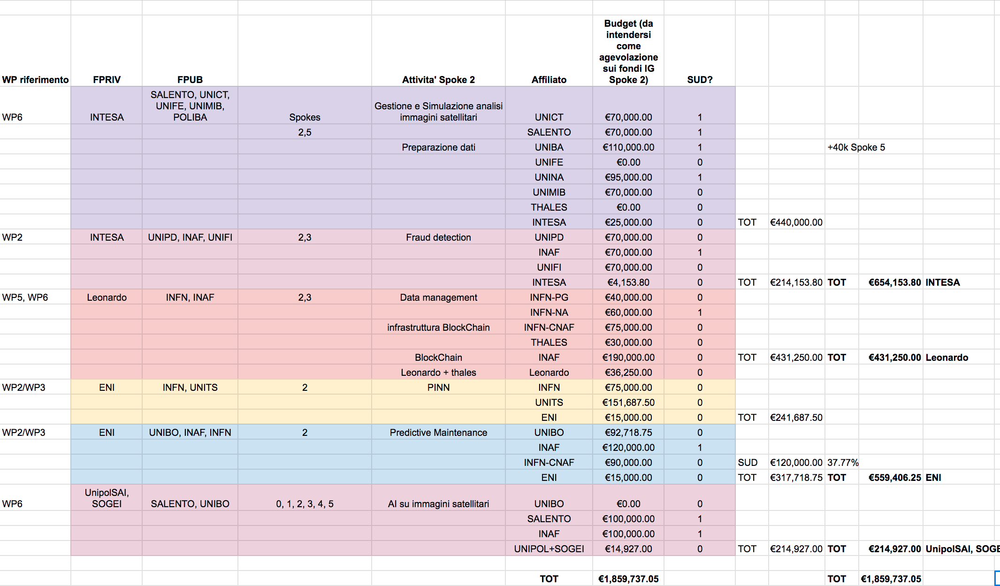 WP riferimento FPRIV FPUB Attivita' Spoke 2 Affiliato Budget (da intendersi come agevolazione sui fondi IG Spoke 2) SUD?
WP6 INTESA SALENTO, UNICT, UNIFE, UNIMIB, POLIBA Spokes Gestione e Simulazione analisi immagini satellitari UNICT €70,000.00 1
2,5 SALENTO €70,000.00 1
Preparazione dati UNIBA €110,000.00 1 +40k Spoke 5
UNIFE €0.00 0
UNINA €95,000.00 1
UNIMIB €70,000.00 0
THALES €0.00 0
INTESA €25,000.00 0 TOT €440,000.00
WP2 INTESA UNIPD, INAF, UNIFI 2,3 Fraud detection UNIPD €70,000.00 0
INAF €70,000.00 1
UNIFI €70,000.00 0
INTESA €4,153.80 0 TOT €214,153.80 TOT €654,153.80 INTESA
WP5, WP6 Leonardo INFN, INAF 2,3 Data management INFN-PG €40,000.00 0
INFN-NA €60,000.00 1
infrastruttura BlockChain INFN-CNAF €75,000.00 0
THALES €30,000.00 0
BlockChain INAF €190,000.00 0 TOT €431,250.00 TOT €431,250.00 Leonardo
Leonardo + thales Leonardo €36,250.00 0
WP2/WP3 ENI INFN, UNITS 2 PINN INFN €75,000.00 0
UNITS €151,687.50 0
ENI €15,000.00 0 TOT €241,687.50
WP2/WP3 ENI UNIBO, INAF, INFN 2 Predictive Maintenance UNIBO €92,718.75 0
INAF €120,000.00 1
INFN-CNAF €90,000.00 0 SUD €120,000.00 37.77%
ENI €15,000.00 0 TOT €317,718.75 TOT €559,406.25 ENI
WP6 UnipolSAI, SOGEI SALENTO, UNIBO 0, 1, 2, 3, 4, 5 AI su immagini satellitari UNIBO €0.00 0
SALENTO €100,000.00 1
INAF €100,000.00 1
UNIPOL+SOGEI €14,927.00 0 TOT €214,927.00 TOT €214,927.00 UnipolSAI, SOGE
TOT €1,859,737.05 TOT €1,859,737.05